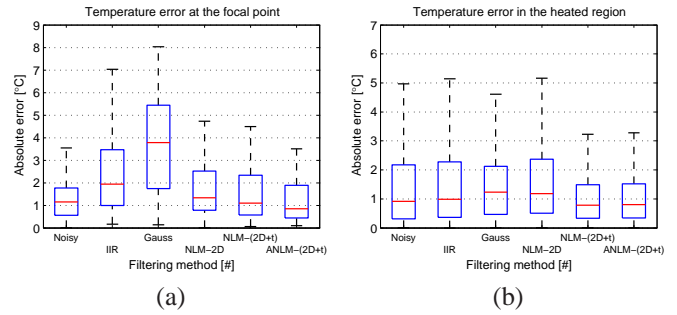 Temperature error at the focal point
Absolute error [°C]
9
8
7
6
5
4
3
2
1
0
Noisy
IIR
Gauss
NLM−2D
NLM−(2D+t)
ANLM−(2D+t)
Filtering method [#]
(a)
Temperature error in the heated region
Absolute error [°C]
7
6
5
4
3
2
1
0
Noisy
IIR
Gauss
NLM−2D
NLM−(2D+t)
ANLM−(2D+t)
Filtering method [#]
(b)